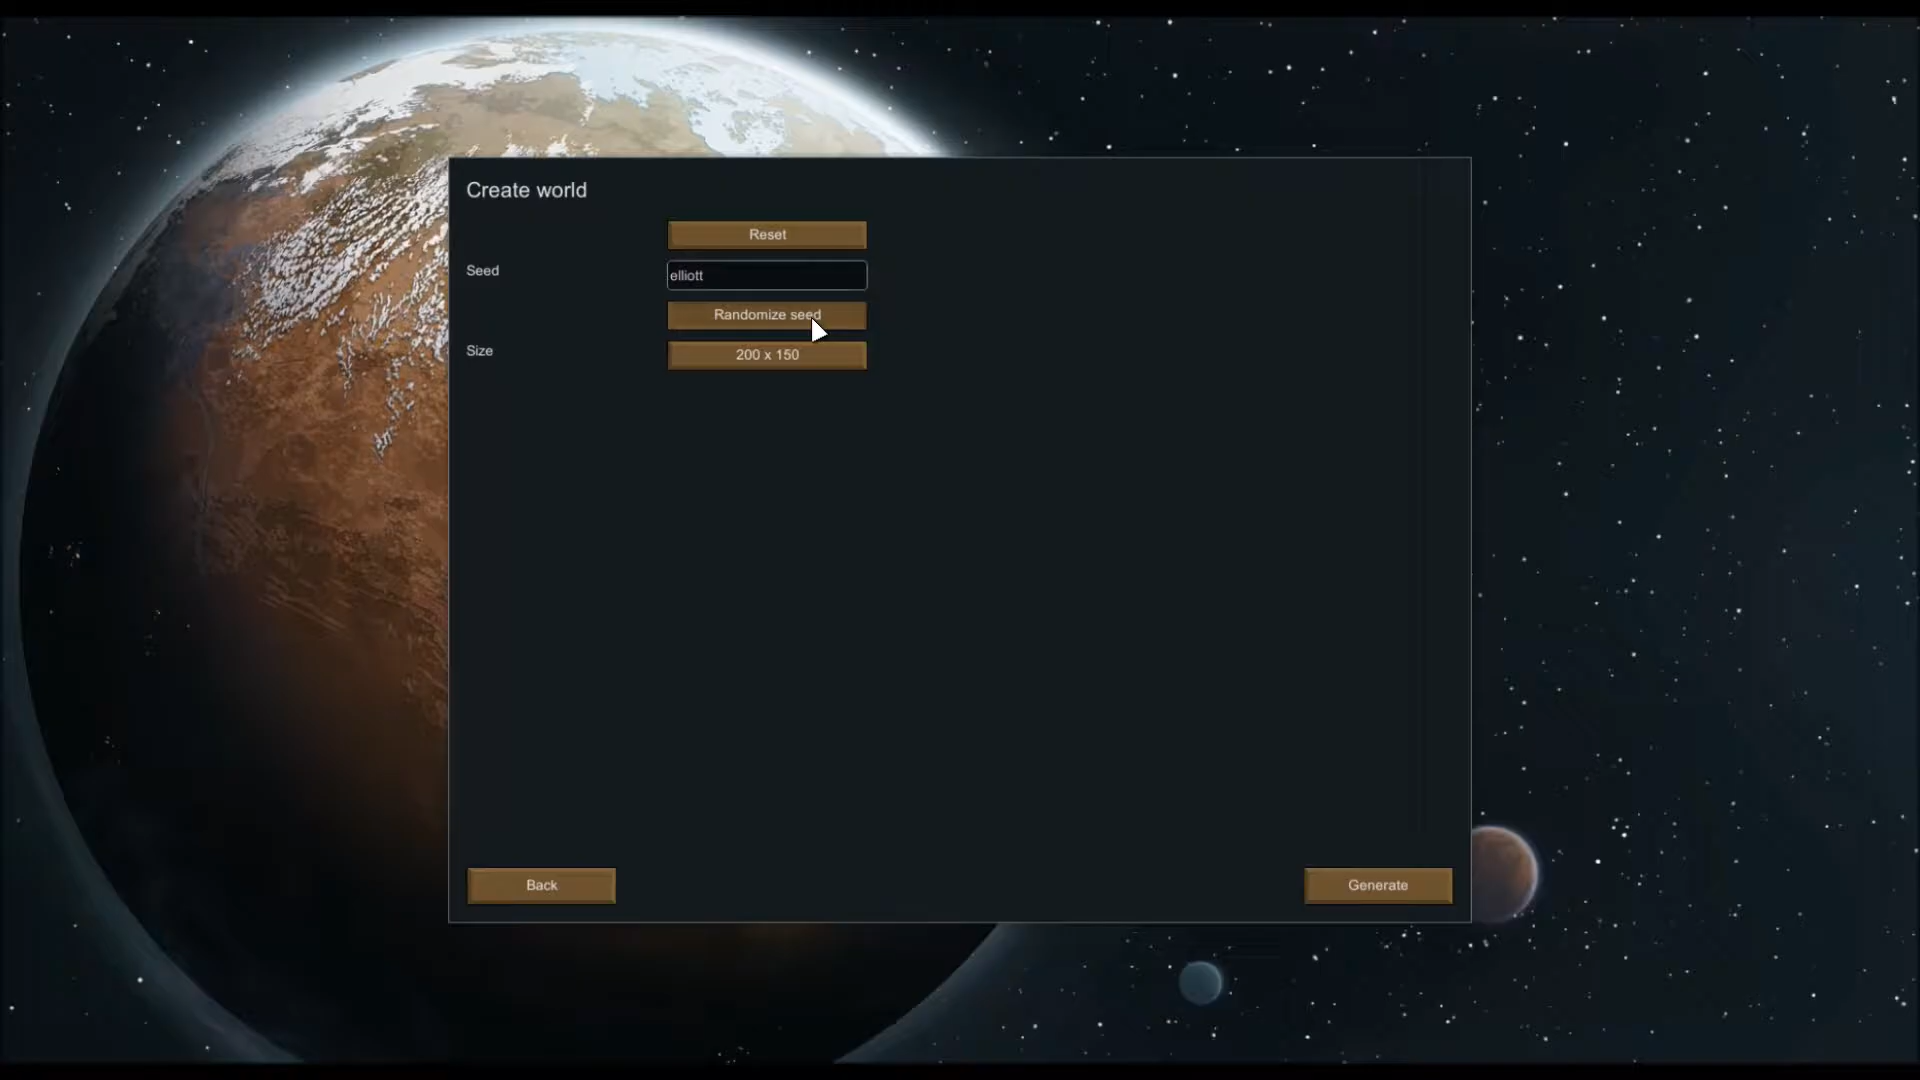 Create world
Reset
Seed
elliott
Randomize seed
Size
200 x 150
Back
Generate